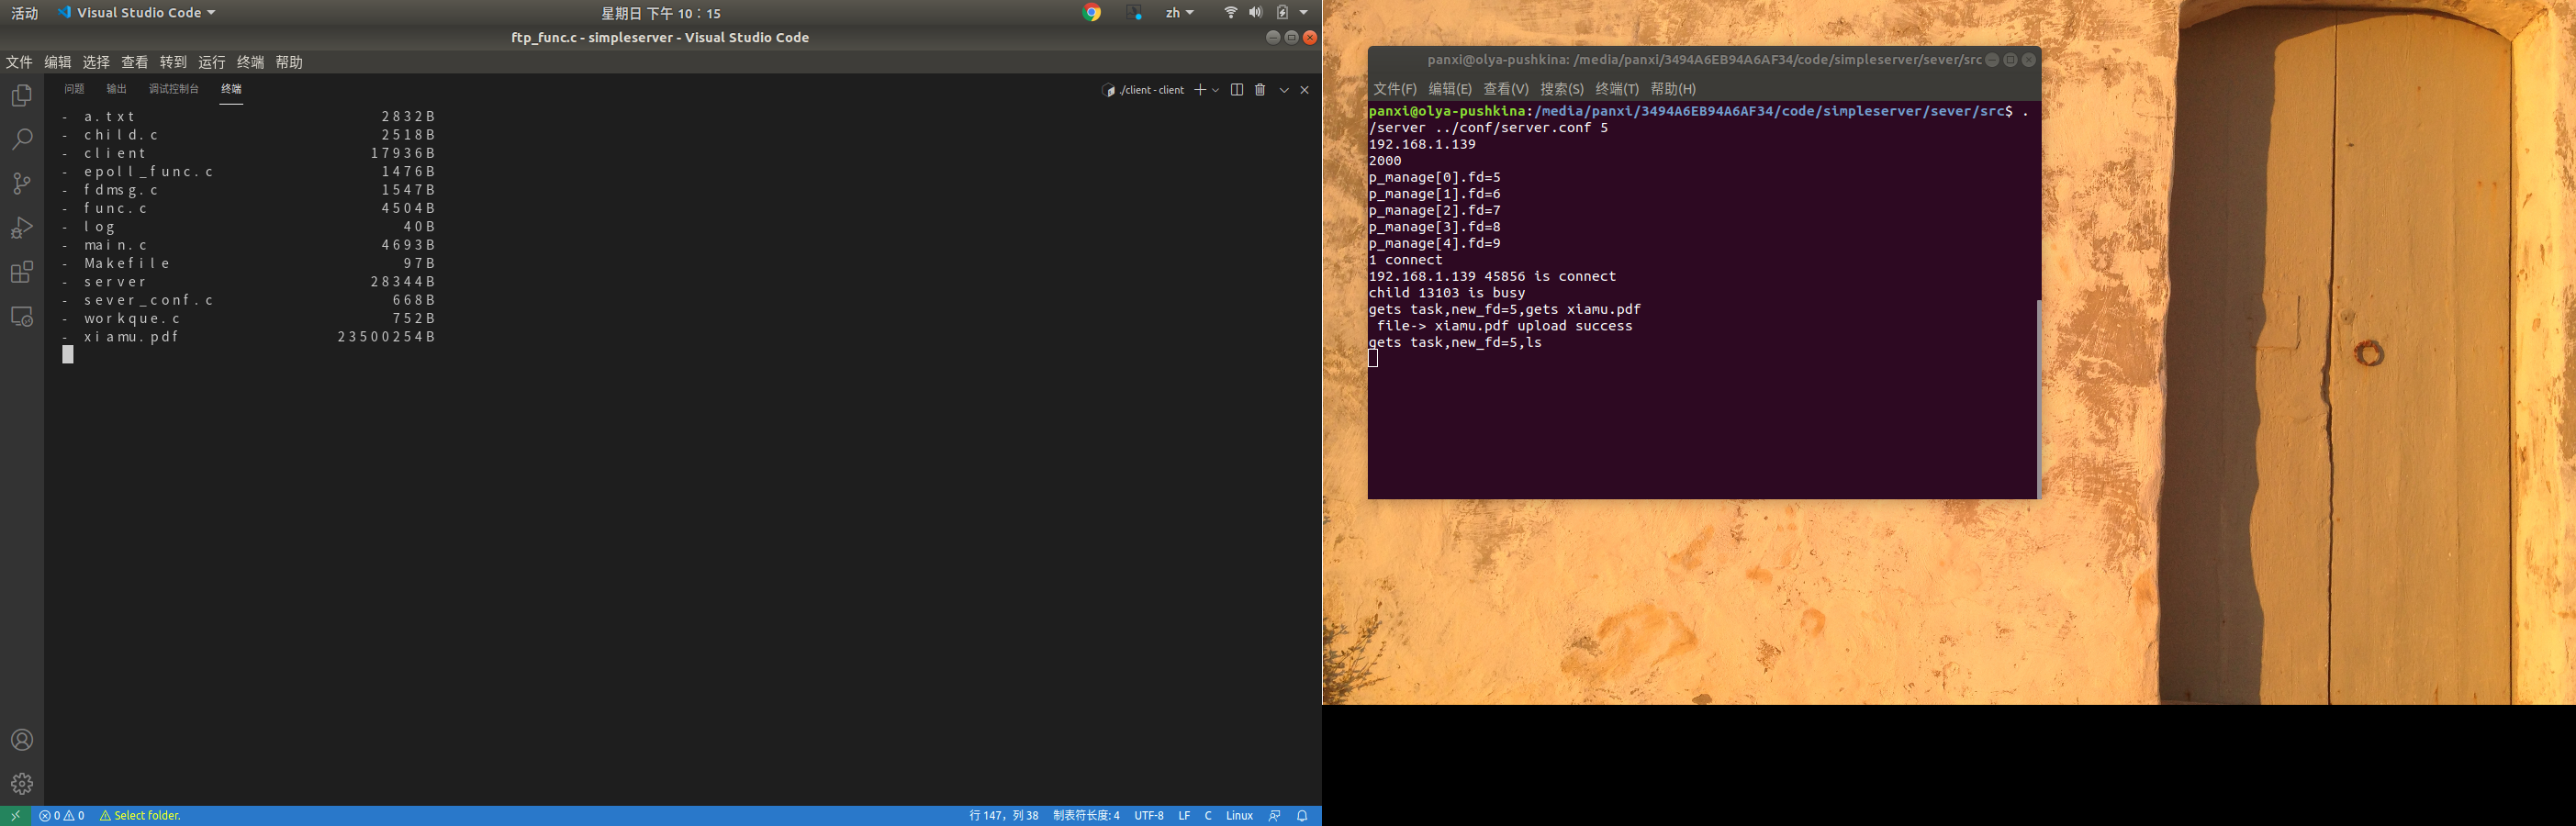 活动 Visual Studio Code 星期日 下午 10：15 zh
ftp_func.c - simpleserver - Visual Studio Code
文件 编辑 选择 查看 转到 运行 终端 帮助
问题 输出 调试控制台 终端 ./client - client
- a.txt 2832B
- child.c 2518B
- client 17936B
- epoll_func.c 1476B
- fdmsg.c 1547B
- func.c 4504B
- log 40B
- main.c 4693B
- Makefile 97B
- server 28344B
- sever_conf.c 668B
- workque.c 752B
- xiamu.pdf 23500254B
0 0 Select folder. 行 147，列 38 制表符长度: 4 UTF-8 LF C Linux
panxi@olya-pushkina: /media/panxi/3494A6EB94A6AF34/code/simpleserver/sever/src
文件(F) 编辑(E) 查看(V) 搜索(S) 终端(T) 帮助(H)
panxi@olya-pushkina:/media/panxi/3494A6EB94A6AF34/code/simpleserver/sever/src$ .
/server ../conf/server.conf 5
192.168.1.139
2000
p_manage[0].fd=5
p_manage[1].fd=6
p_manage[2].fd=7
p_manage[3].fd=8
p_manage[4].fd=9
1 connect
192.168.1.139 45856 is connect
child 13103 is busy
gets task,new_fd=5,gets xiamu.pdf
file-> xiamu.pdf upload success
gets task,new_fd=5,ls